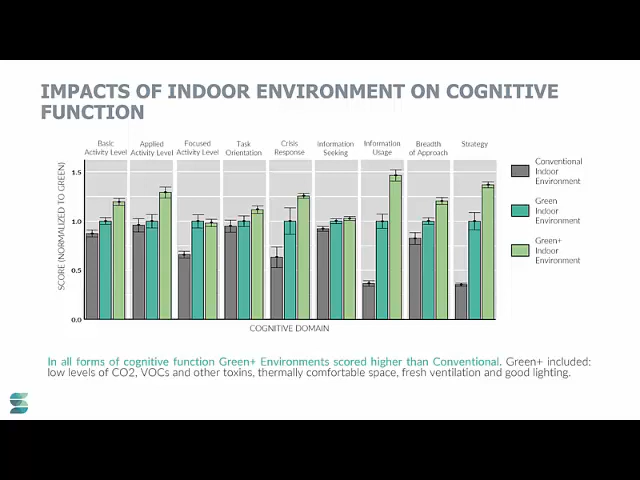 IMPACTS OF INDOOR ENVIRONMENT ON COGNITIVE
FUNCTION
Basic
Activity Level
Applied
Activity Level
Focused
Activity Level
Task
Orientation
Crisis
Response
Information
Seeking
Information
Usage
Breadth
of Approach
Strategy
SCORE (NORMALIZED TO GREEN)
1.5
1.0
0.5
0.0
COGNITIVE DOMAIN
Conventional
Indoor
Environment
Green
Indoor
Environment
Green+
Indoor
Environment
In all forms of cognitive function Green+ Environments scored higher than Conventional. Green+ included:
low levels of CO2, VOCs and other toxins, thermally comfortable space, fresh ventilation and good lighting.